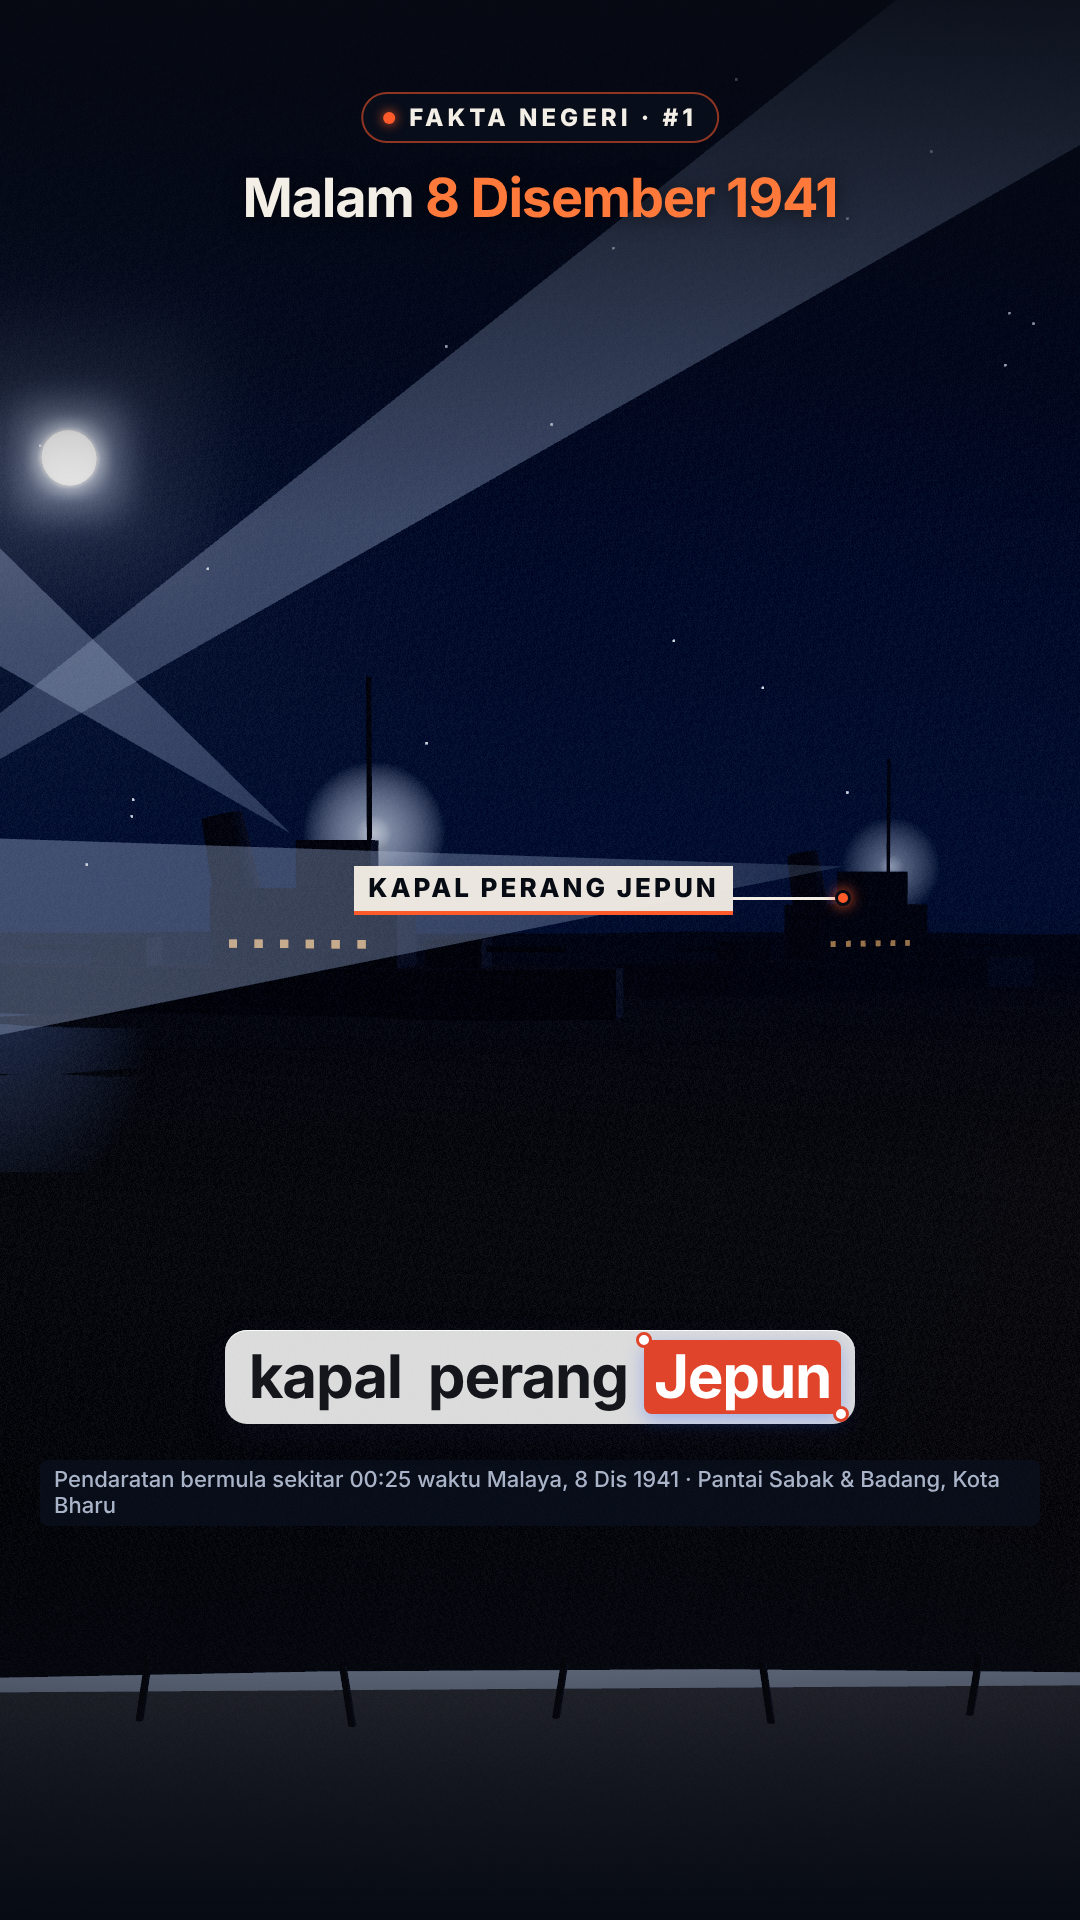 FAKTA NEGERI · #1
Malam 8 Disember 1941
KAPAL PERANG JEPUN
kapal perang Jepun
Pendaratan bermula sekitar 00:25 waktu Malaya, 8 Dis 1941 · Pantai Sabak & Badang, Kota
Bharu